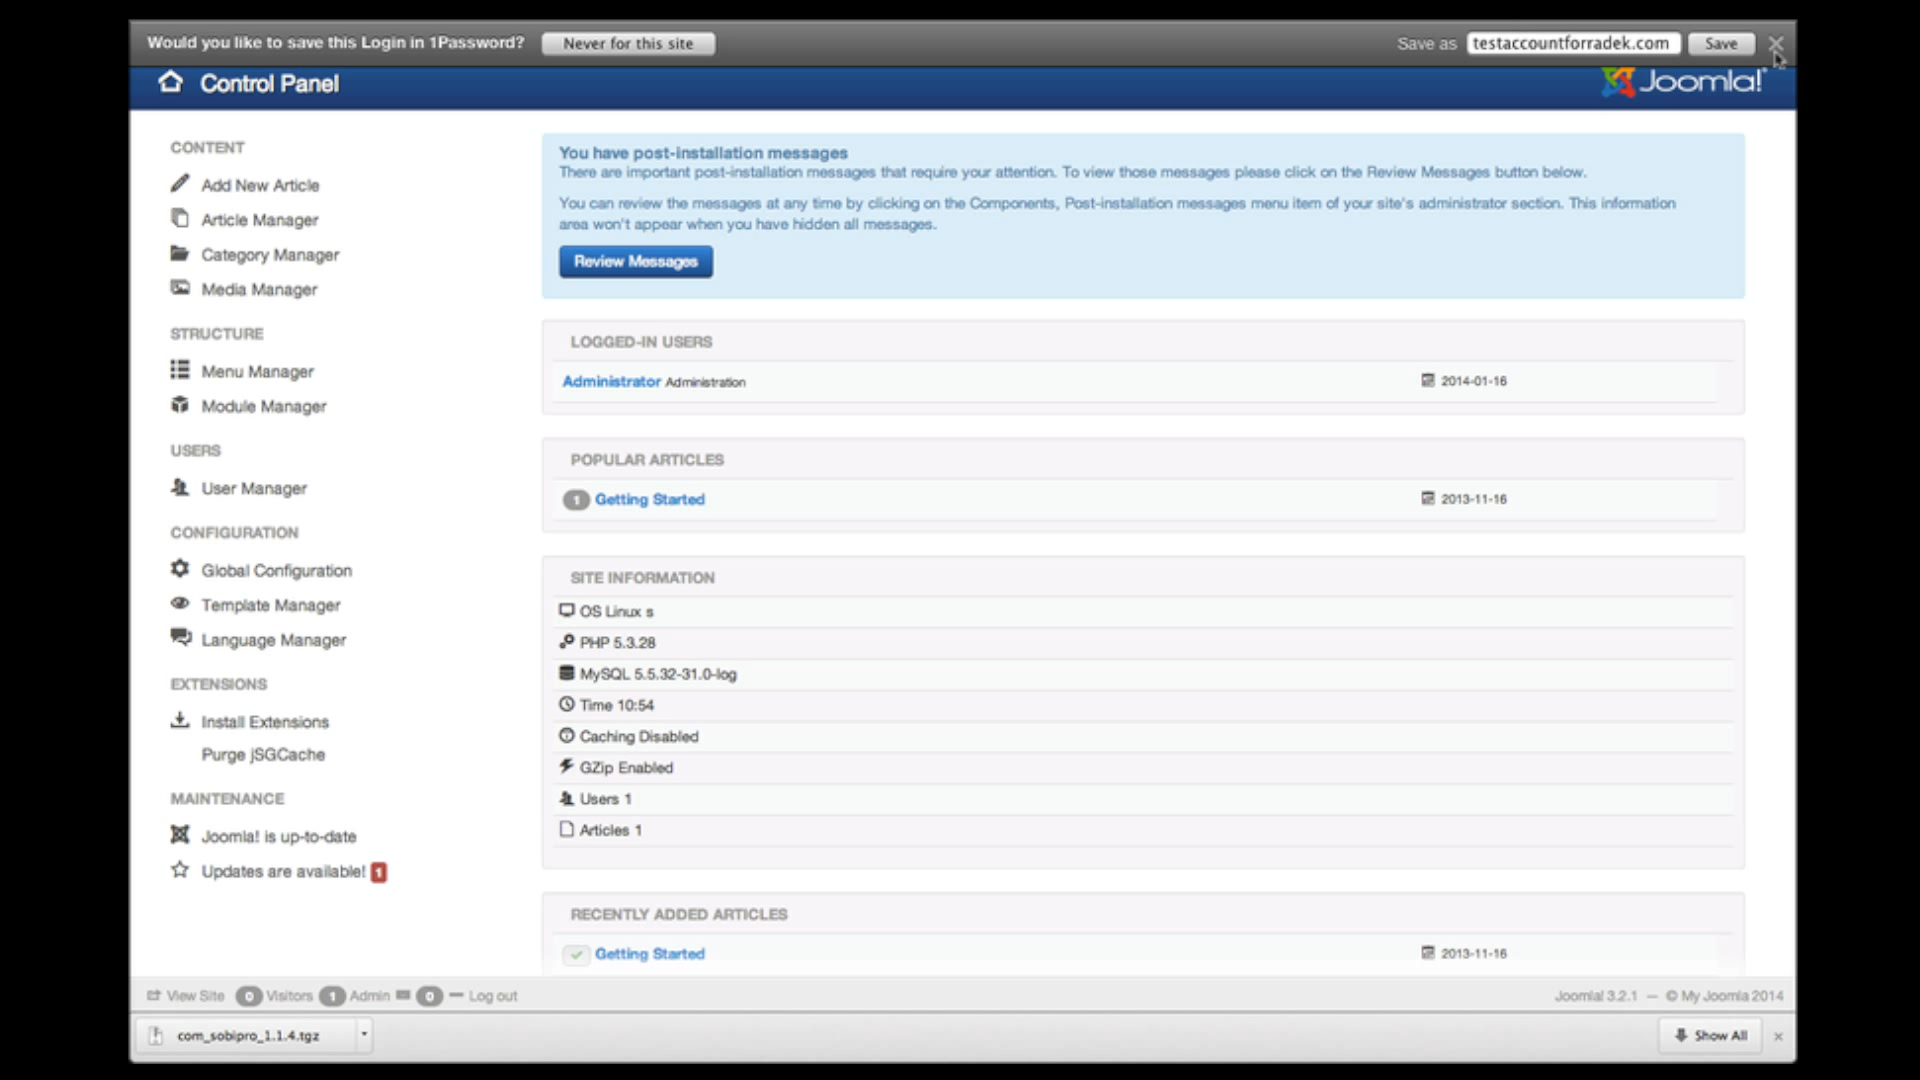 Would you like to save this Login in 1Password? Never for this site Save as testaccountforradek.com Save
Control Panel Joomla!
CONTENT
Add New Article
Article Manager
Category Manager
Media Manager
STRUCTURE
Menu Manager
Module Manager
USERS
User Manager
CONFIGURATION
Global Configuration
Template Manager
Language Manager
EXTENSIONS
Install Extensions
Purge jSGCache
MAINTENANCE
Joomla! is up-to-date
Updates are available! 1
You have post-installation messages
There are important post-installation messages that require your attention. To view those messages please click on the Review Messages button below.
You can review the messages at any time by clicking on the Components, Post-installation messages menu item of your site's administrator section. This information
area won't appear when you have hidden all messages.
Review Messages
LOGGED-IN USERS
Administrator Administration 2014-01-16
POPULAR ARTICLES
1 Getting Started 2013-11-16
SITE INFORMATION
OS Linux s
PHP 5.3.28
MySQL 5.5.32-31.0-log
Time 10:54
Caching Disabled
GZip Enabled
Users 1
Articles 1
RECENTLY ADDED ARTICLES
Getting Started 2013-11-16
View Site 0 Visitors 1 Admin 0 Log out Joomla! 3.2.1 — © My Joomla 2014
com_sobipro_1.1.4.tgz Show All